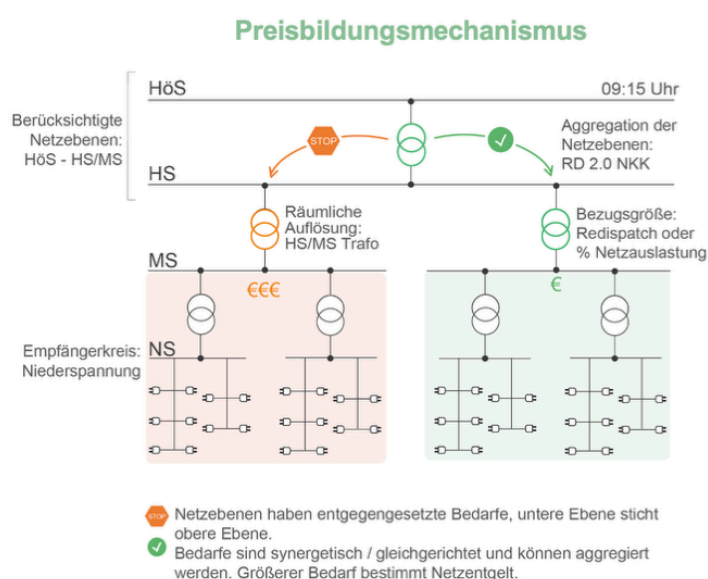 Preisbildungsmechanismus
HöS
09:15 Uhr
Berücksichtigte
Netzebenen:
HöS - HS/MS
STOP
Aggregation der
Netzebenen:
RD 2.0 NKK
HS
Räumliche
Auflösung:
HS/MS Trafo
Bezugsgröße:
Redispatch oder
% Netzauslastung
MS
€€€
€
Empfängerkreis:
Niederspannung
NS
STOP
Netzebenen haben entgegengesetzte Bedarfe, untere Ebene sticht
obere Ebene.
Bedarfe sind synergetisch / gleichgerichtet und können aggregiert
werden. Größerer Bedarf bestimmt Netzentgelt.